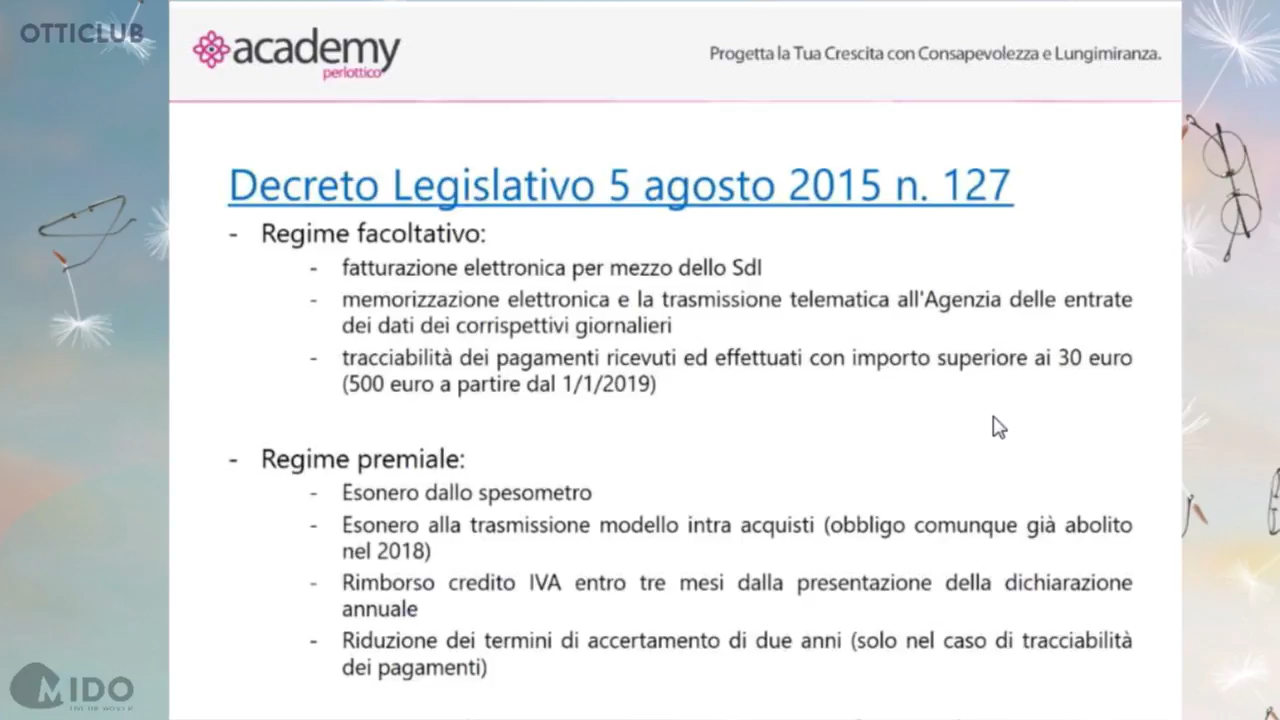 OTTICLUB
academy
perlottico
Progetta la Tua Crescita con Consapevolezza e Lungimiranza.
Decreto Legislativo 5 agosto 2015 n. 127
- Regime facoltativo:
- fatturazione elettronica per mezzo dello SdI
- memorizzazione elettronica e la trasmissione telematica all'Agenzia delle entrate
dei dati dei corrispettivi giornalieri
- tracciabilità dei pagamenti ricevuti ed effettuati con importo superiore ai 30 euro
(500 euro a partire dal 1/1/2019)
- Regime premiale:
- Esonero dallo spesometro
- Esonero alla trasmissione modello intra acquisti (obbligo comunque già abolito
nel 2018)
- Rimborso credito IVA entro tre mesi dalla presentazione della dichiarazione
annuale
- Riduzione dei termini di accertamento di due anni (solo nel caso di tracciabilità
dei pagamenti)
MIDO